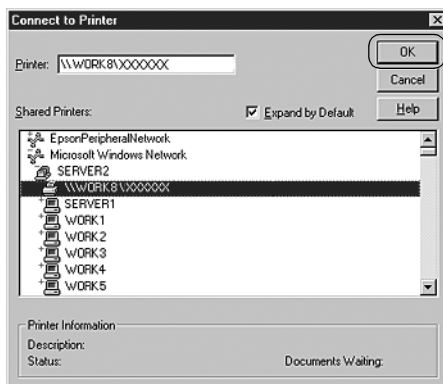 Connect to Printer
Printer: \\WORK8\XXXXXX
OK
Cancel
Help
Shared Printers:
Expand by Default
EpsonPeripheralNetwork
Microsoft Windows Network
SERVER2
\\WORK8\XXXXXX
SERVER1
WORK1
WORK2
WORK3
WORK4
WORK5
Printer Information
Description:
Status:
Documents Waiting: